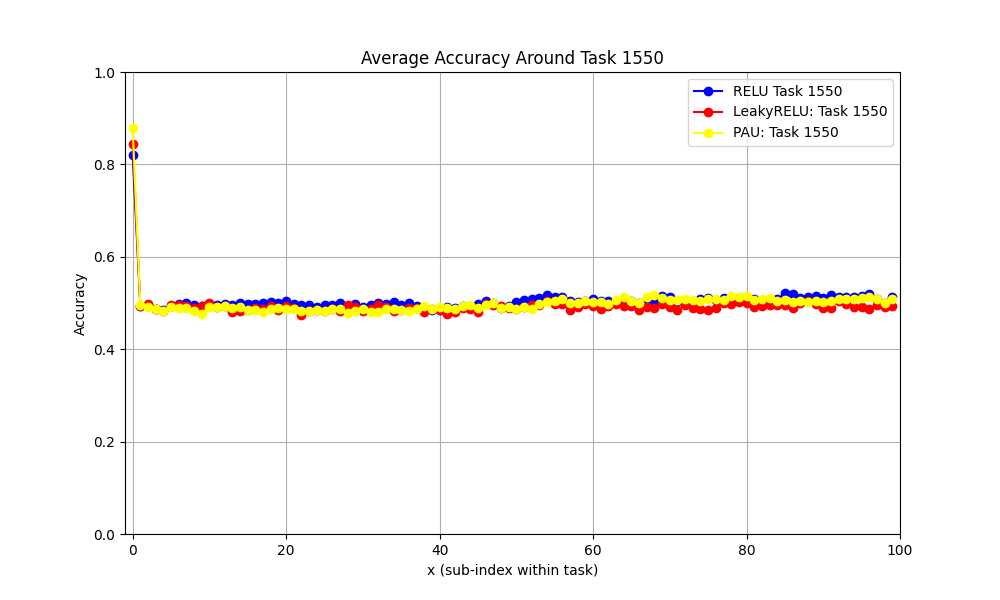 Average Accuracy Around Task 1550
RELU Task 1550
LeakyRELU: Task 1550
PAU: Task 1550
Accuracy
1.0
0.8
0.6
0.4
0.2
0.0
0 20 40 60 80 100
x (sub-index within task)